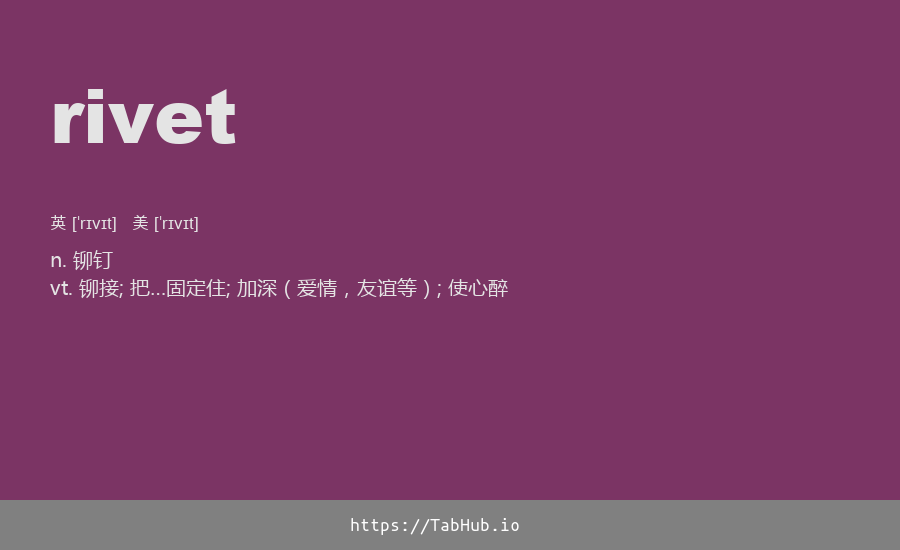 rivet
英 [ˈrɪvɪt]   美 [ˈrɪvɪt]
n. 铆钉
vt. 铆接; 把…固定住; 加深（爱情，友谊等）; 使心醉
https://TabHub.io